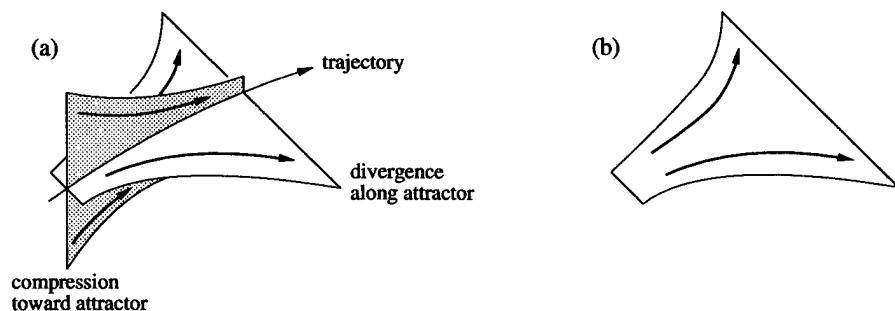 (a)
trajectory
divergence
along attractor
compression
toward attractor
(b)